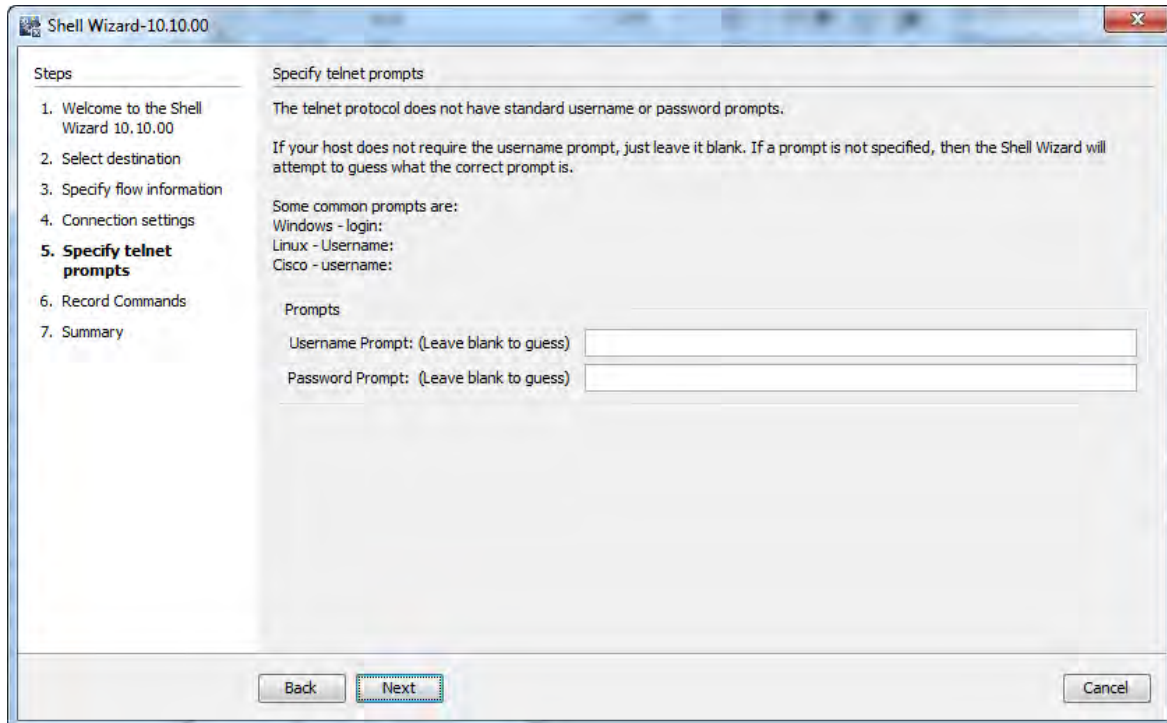 Shell Wizard-10.10.00
Steps
1. Welcome to the Shell
Wizard 10.10.00
2. Select destination
3. Specify flow information
4. Connection settings
5. Specify telnet
prompts
6. Record Commands
7. Summary
Specify telnet prompts
The telnet protocol does not have standard username or password prompts.
If your host does not require the username prompt, just leave it blank. If a prompt is not specified, then the Shell Wizard will
attempt to guess what the correct prompt is.
Some common prompts are:
Windows - login:
Linux - Username:
Cisco - username:
Prompts
Username Prompt: (Leave blank to guess)
Password Prompt: (Leave blank to guess)
Back
Next
Cancel